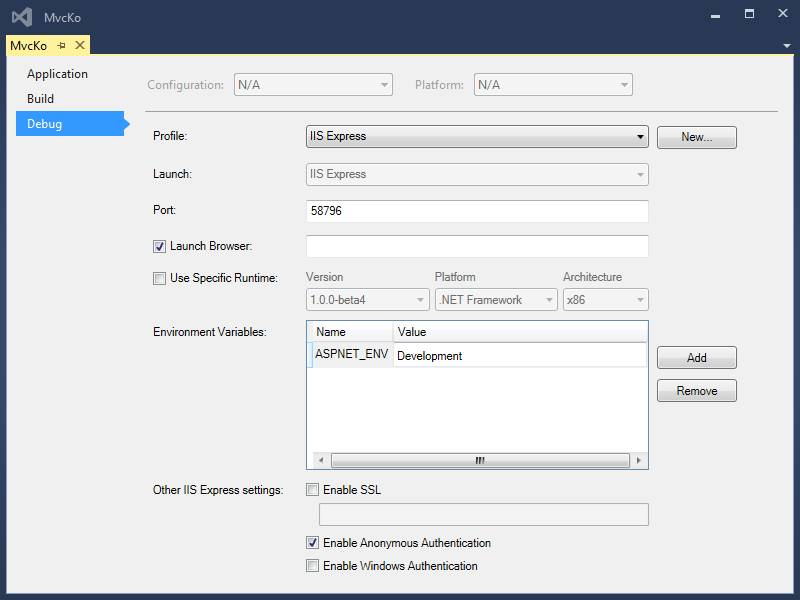 MvcKo
MvcKo
Application
Build
Debug
Configuration: N/A Platform: N/A
Profile: IIS Express New...
Launch: IIS Express
Port: 58796
Launch Browser:
Use Specific Runtime: Version Platform Architecture
1.0.0-beta4 .NET Framework x86
Environment Variables: Name Value
ASPNET_ENV Development
Add
Remove
Other IIS Express settings: Enable SSL
Enable Anonymous Authentication
Enable Windows Authentication